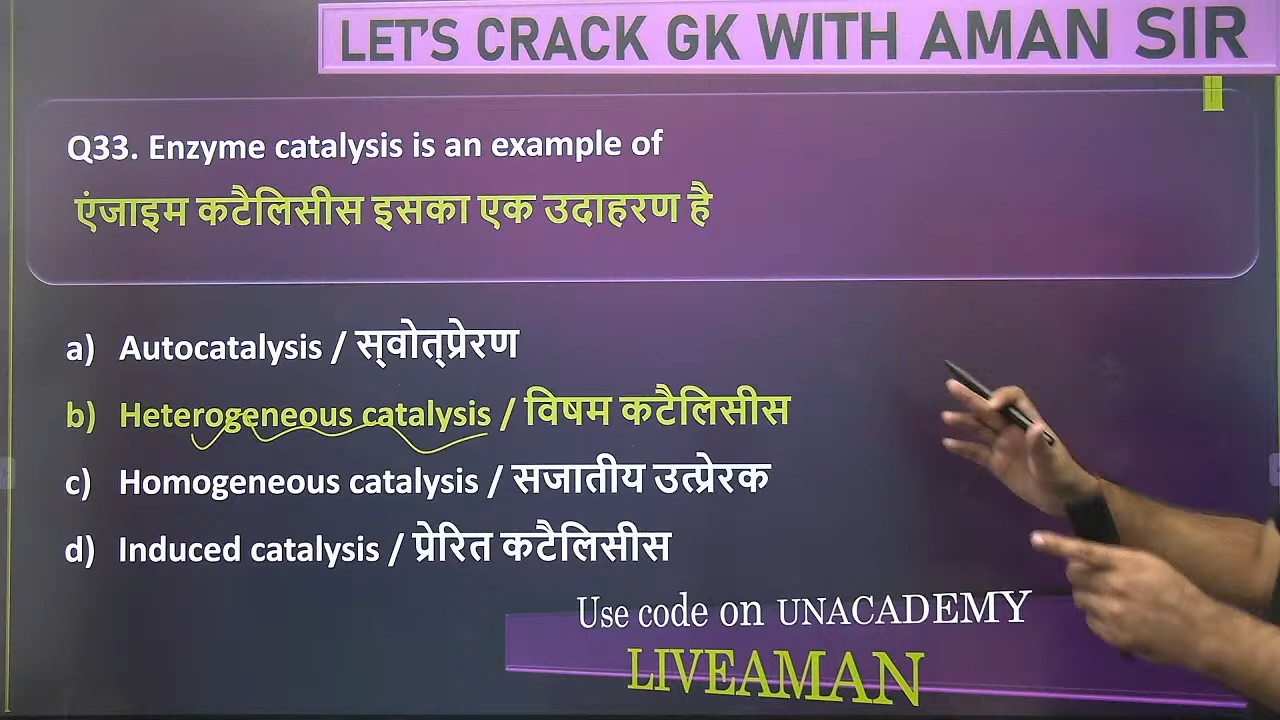 LET'S CRACK GK WITH AMAN SIR
Q33. Enzyme catalysis is an example of
एंजाइम कटैलिसीस इसका एक उदाहरण है
a) Autocatalysis / स्वोत्प्रेरण
b) Heterogeneous catalysis / विषम कटैलिसीस
c) Homogeneous catalysis / सजातीय उत्प्रेरक
d) Induced catalysis / प्रेरित कटैलिसीस
Use code on UNACADEMY
LIVEAMAN